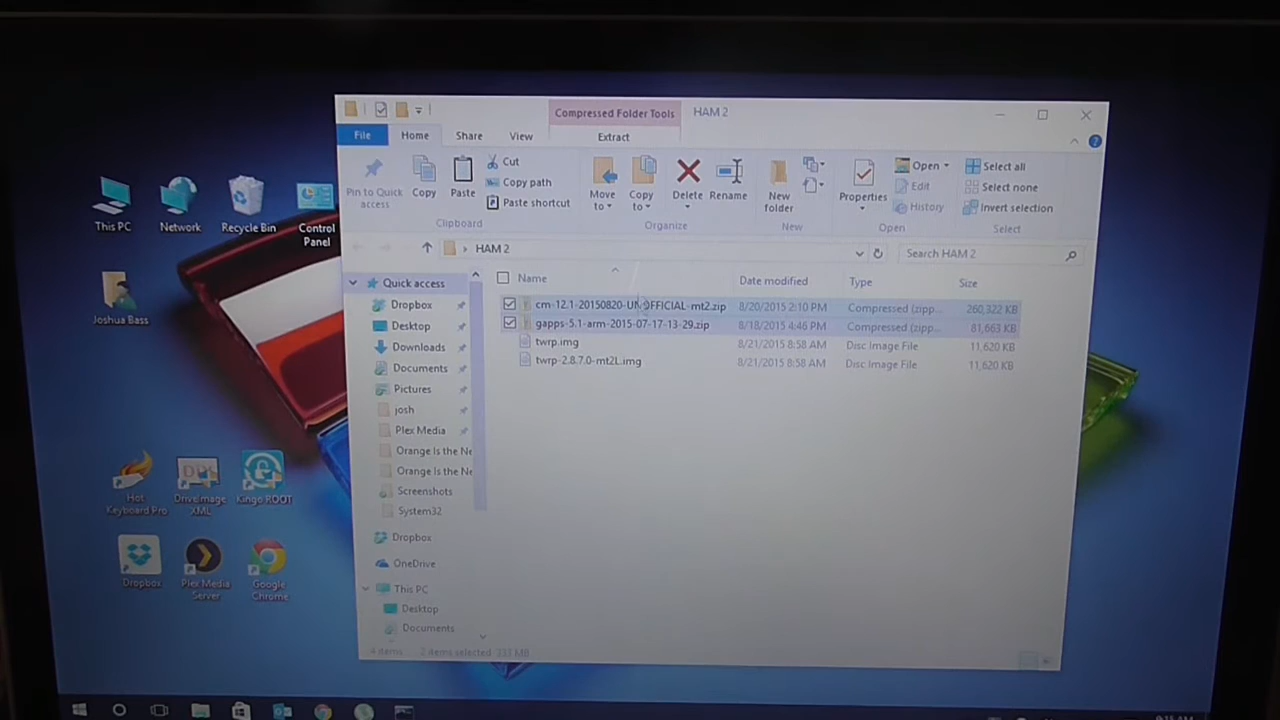 Compressed Folder Tools HAM 2
File Home Share View Extract
Pin to Quick access
Copy
Paste
Cut
Copy path
Paste shortcut
Move to
Copy to
Delete
Rename
New folder
Properties
Open
Edit
History
Select all
Select none
Invert selection
Clipboard Organize New Open Select
HAM 2
Search HAM 2
Name Date modified Type Size
cm-12.1-20150820-UNOFFICIAL-mt2.zip 8/20/2015 2:10 PM Compressed (zipp... 260,322 KB
gapps-5.1-arm-2015-07-17-13-29.zip 8/18/2015 4:46 PM Compressed (zipp... 81,663 KB
twrp.img 8/21/2015 8:58 AM Disc Image File 11,620 KB
twrp-2.8.7.0-mt2L.img 8/21/2015 8:58 AM Disc Image File 11,620 KB
Quick access
Dropbox
Desktop
Downloads
Documents
Pictures
josh
Plex Media
Orange Is the Ne
Orange Is the Ne
Screenshots
System32
Dropbox
OneDrive
This PC
Desktop
Documents
4 items 2 items selected 333 MB
This PC
Network
Recycle Bin
Control Panel
Joshua Bass
Hot Keyboard Pro
DriveImage XML
Kingo ROOT
Dropbox
Plex Media Server
Google Chrome